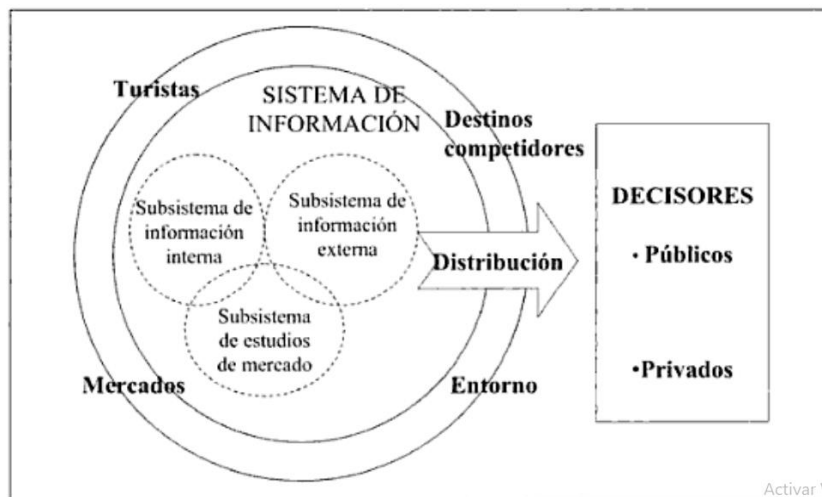 Turistas
SISTEMA DE
INFORMACIÓN
Destinos
competidores
Subsistema de
información
interna
Subsistema de
información
externa
Subsistema
de estudios
de mercado
Mercados
Entorno
Distribución
DECISORES
· Públicos
•Privados
Activar